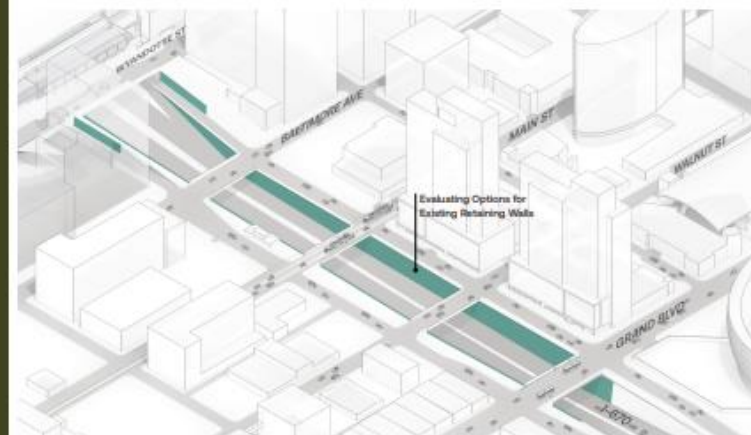 WYANDOTTE ST
BALTIMORE AVE
MAIN ST
WALNUT ST
Evaluating Options for
Existing Retaining Walls
GRAND BLVD
I-670